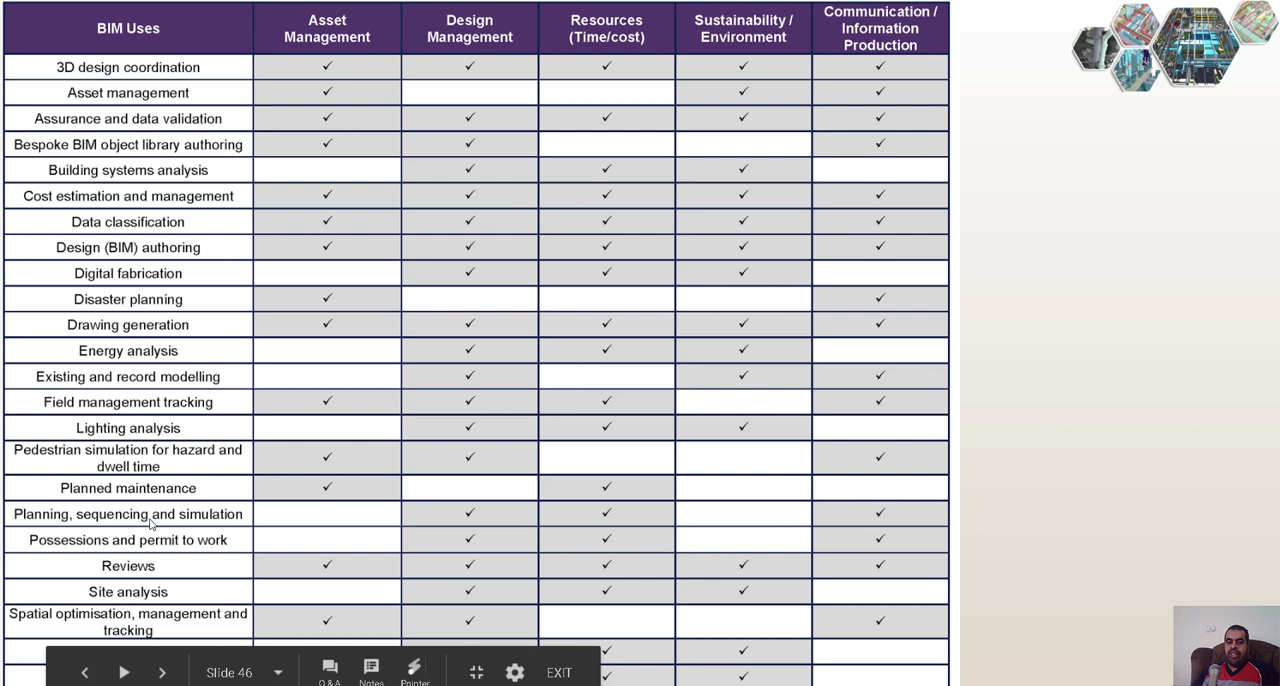 BIM Uses
Asset
Management
Design
Management
Resources
(Time/cost)
Sustainability /
Environment
Communication /
Information
Production
3D design coordination ✓ ✓ ✓ ✓ ✓
Asset management ✓ ✓ ✓
Assurance and data validation ✓ ✓ ✓ ✓ ✓
Bespoke BIM object library authoring ✓ ✓ ✓
Building systems analysis ✓ ✓ ✓
Cost estimation and management ✓ ✓ ✓ ✓ ✓
Data classification ✓ ✓ ✓ ✓ ✓
Design (BIM) authoring ✓ ✓ ✓ ✓ ✓
Digital fabrication ✓ ✓ ✓
Disaster planning ✓ ✓
Drawing generation ✓ ✓ ✓ ✓ ✓
Energy analysis ✓ ✓ ✓
Existing and record modelling ✓ ✓ ✓
Field management tracking ✓ ✓ ✓ ✓
Lighting analysis ✓ ✓ ✓
Pedestrian simulation for hazard and
dwell time ✓ ✓ ✓
Planned maintenance ✓ ✓
Planning, sequencing and simulation ✓ ✓ ✓
Possessions and permit to work ✓ ✓ ✓
Reviews ✓ ✓ ✓ ✓ ✓
Site analysis ✓ ✓ ✓
Spatial optimisation, management and
tracking ✓ ✓ ✓
✓ ✓
✓ ✓
Slide 46
Q & A Notes Pointer
EXIT